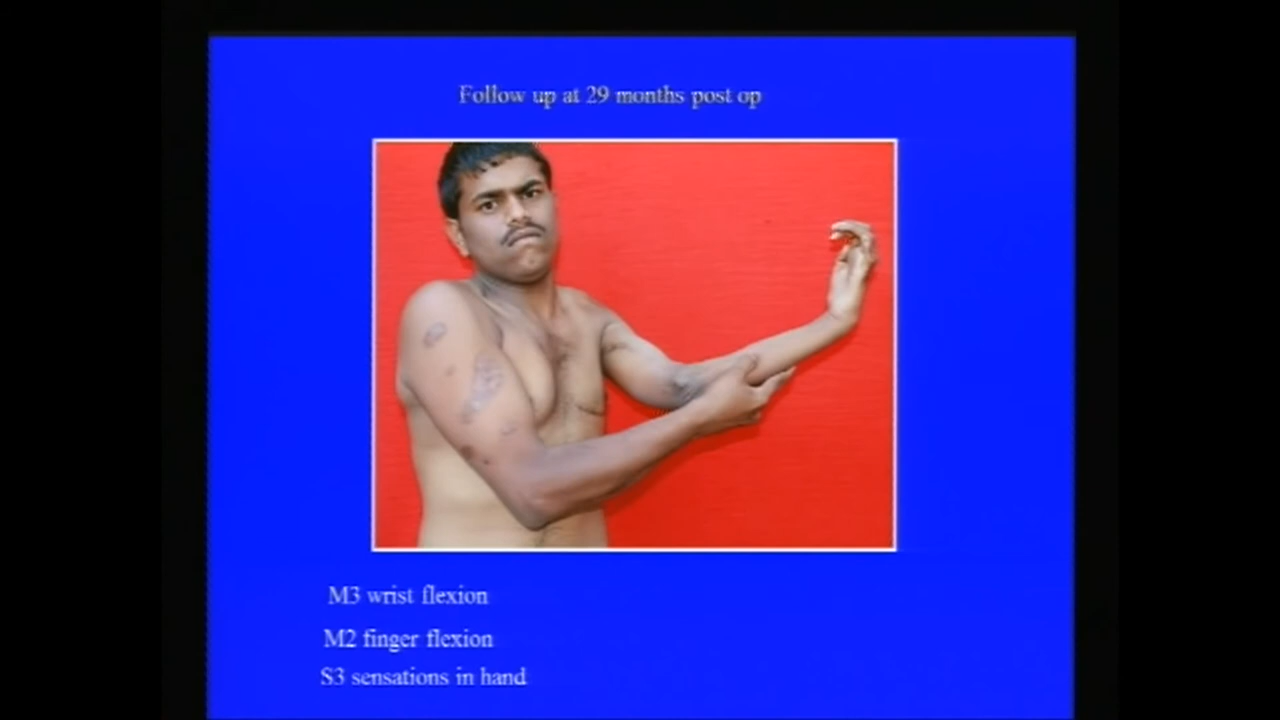 Follow up at 29 months post op
M3 wrist flexion
M2 finger flexion
S3 sensations in hand